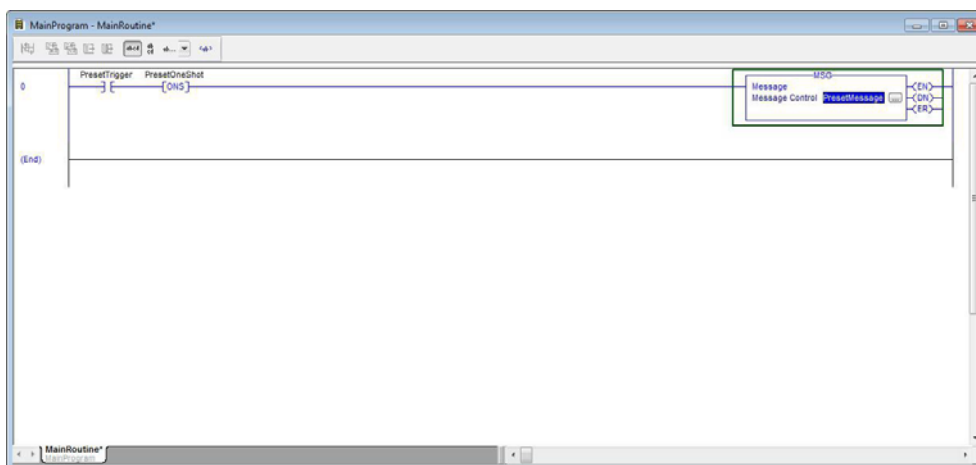 MainProgram - MainRoutine*
PresetTrigger PresetOneShot
0
ONS
MSG
Message
Message Control PresetMessage ...
EN
DN
ER
(End)
MainRoutine*
MainProgram